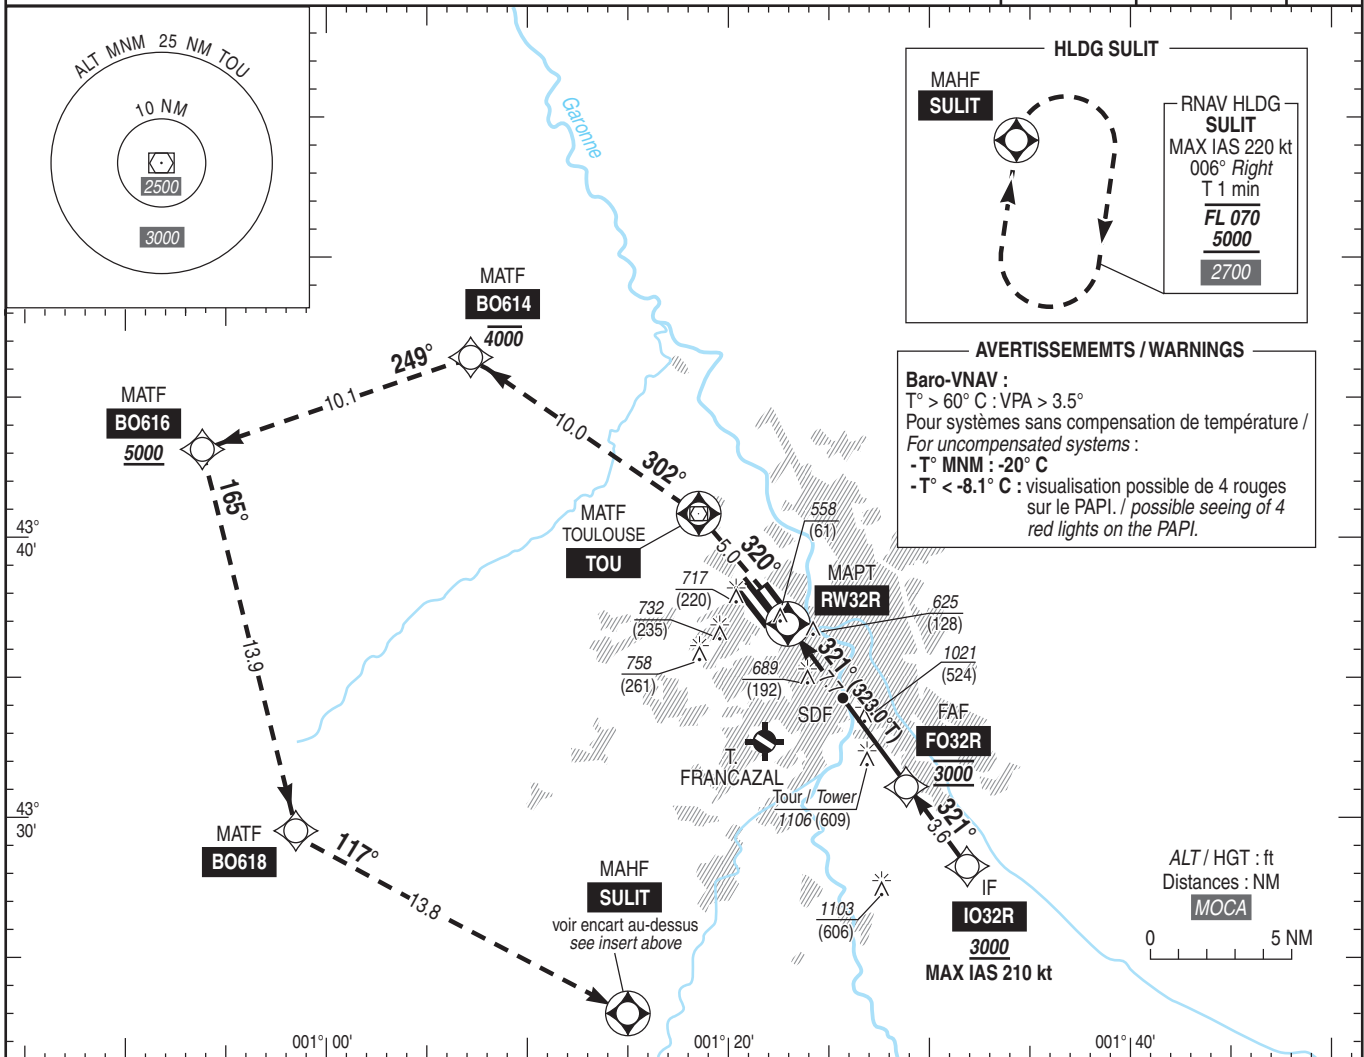 ALT MNM 25 NM TOU
10 NM
2500
3000
Garonne
HLDG SULIT
MAHF
SULIT
RNAV HLDG
SULIT
MAX IAS 220 kt
006° Right
T 1 min
FL 070
5000
2700
AVERTISSEMEMTS / WARNINGS
Baro-VNAV :
T° > 60° C : VPA > 3.5°
Pour systèmes sans compensation de température /
For uncompensated systems :
- T° MNM : -20° C
- T° < -8.1° C : visualisation possible de 4 rouges
sur le PAPI. / possible seeing of 4
red lights on the PAPI.
MATF
BO614
4000
249°
10.1
MATF
BO616
5000
10.0
302°
165°
43°
40'
MATF
TOULOUSE
TOU
5.0
320°
558
(61)
MAPT
RW32R
717
(220)
732
(235)
758
(261)
625
(128)
689
(192)
1021
(524)
321° (323.0°T)
7.7
SDF
FAF
FO32R
3000
13.9
T.
FRANCAZAL
Tour / Tower
1106 (609)
43°
30'
321°
3.6
MATF
BO618
117°
13.8
MAHF
SULIT
voir encart au-dessus
see insert above
1103
(606)
IF
IO32R
3000
MAX IAS 210 kt
ALT / HGT : ft
Distances : NM
MOCA
0 5 NM
001° 00' 001° 20' 001° 40'